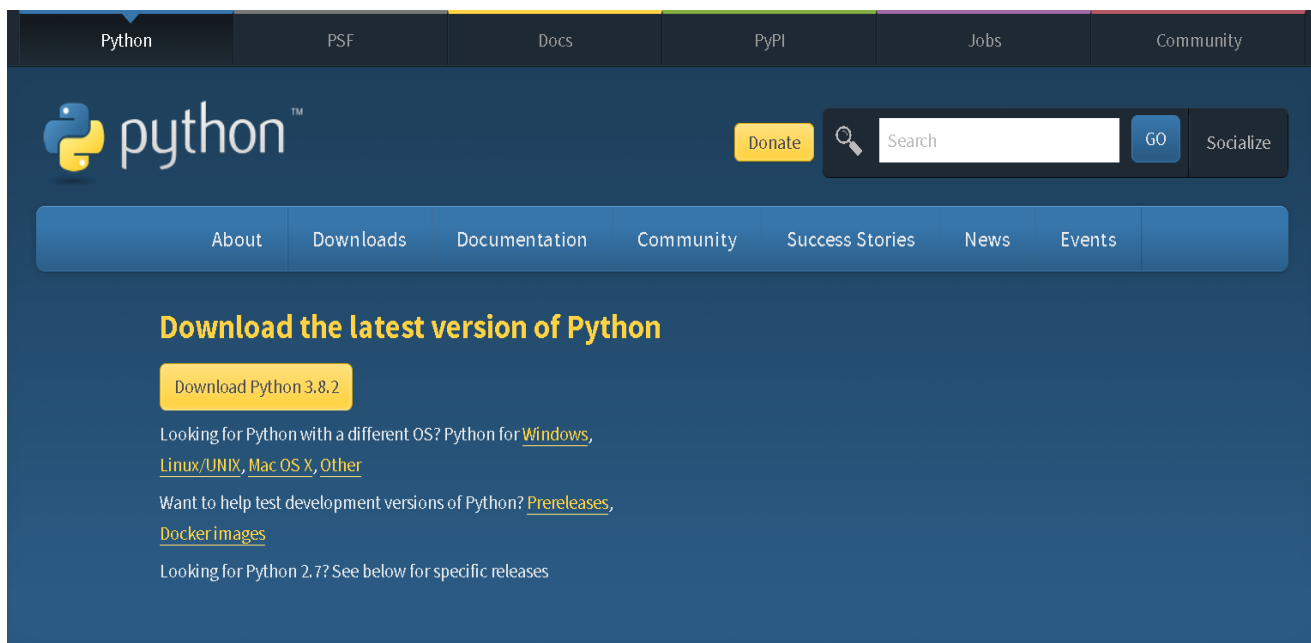 Python PSF Docs PyPI Jobs Community
python™
Donate Search GO Socialize
About Downloads Documentation Community Success Stories News Events
Download the latest version of Python
Download Python 3.8.2
Looking for Python with a different OS? Python for Windows,
Linux/UNIX, Mac OS X, Other
Want to help test development versions of Python? Prereleases,
Docker images
Looking for Python 2.7? See below for specific releases